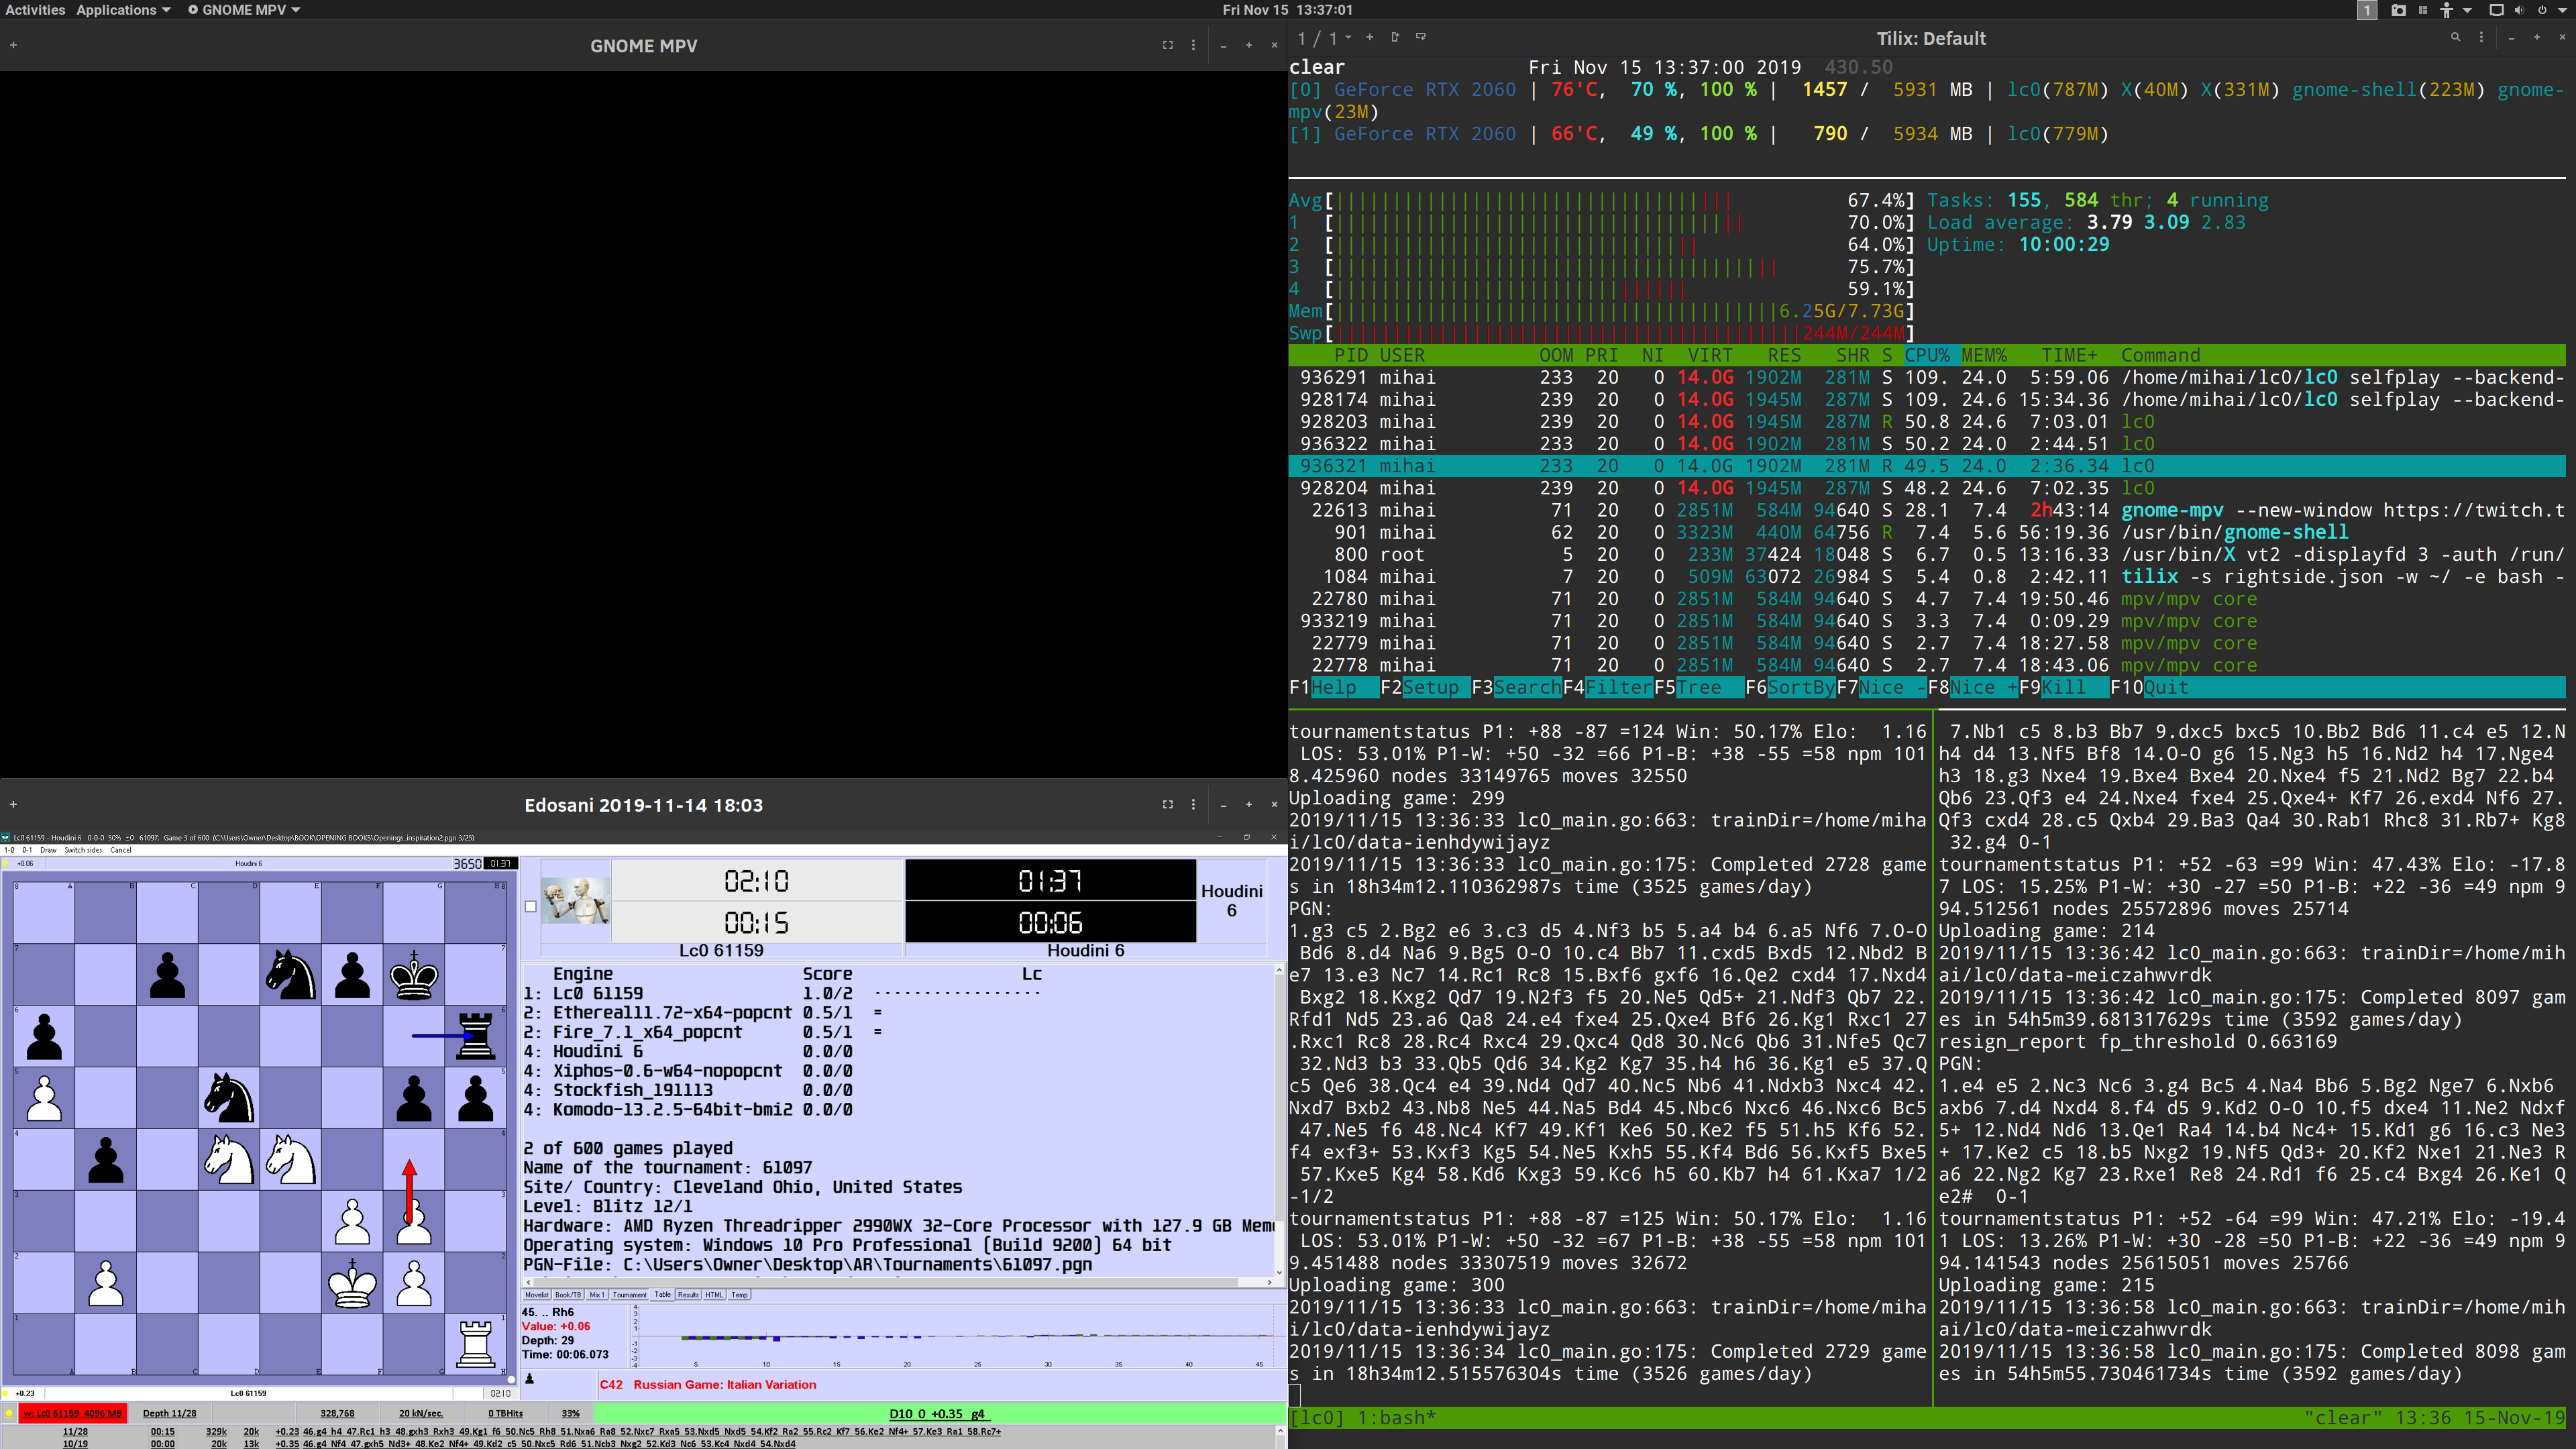 Activities Applications GNOME MPV Fri Nov 15 13:37:01 1
GNOME MPV
1 / 1 Tilix: Default
clear Fri Nov 15 13:37:00 2019 430.50
[0] GeForce RTX 2060 | 76'C, 70 %, 100 % | 1457 / 5931 MB | lc0(787M) X(40M) X(331M) gnome-shell(223M) gnome-
mpv(23M)
[1] GeForce RTX 2060 | 66'C, 49 %, 100 % | 790 / 5934 MB | lc0(779M)
Avg[ 67.4%] Tasks: 155, 584 thr; 4 running
1 [ 70.0%] Load average: 3.79 3.09 2.83
2 [ 64.0%] Uptime: 10:00:29
3 [ 75.7%]
4 [ 59.1%]
Mem[ 6.25G/7.73G]
Swp[ 244M/244M]
PID USER OOM PRI NI VIRT RES SHR S CPU% MEM% TIME+ Command
936291 mihai 233 20 0 14.0G 1902M 281M S 109. 24.0 5:59.06 /home/mihai/lc0/lc0 selfplay --backend-
928174 mihai 239 20 0 14.0G 1945M 287M S 109. 24.6 15:34.36 /home/mihai/lc0/lc0 selfplay --backend-
928203 mihai 239 20 0 14.0G 1945M 287M R 50.8 24.6 7:03.01 lc0
936322 mihai 233 20 0 14.0G 1902M 281M S 50.2 24.0 2:44.51 lc0
936321 mihai 233 20 0 14.0G 1902M 281M R 49.5 24.0 2:36.34 lc0
928204 mihai 239 20 0 14.0G 1945M 287M S 48.2 24.6 7:02.35 lc0
22613 mihai 71 20 0 2851M 584M 94640 S 28.1 7.4 2h43:14 gnome-mpv --new-window https://twitch.t
901 mihai 62 20 0 3323M 440M 64756 R 7.4 5.6 56:19.36 /usr/bin/gnome-shell
800 root 5 20 0 233M 37424 18048 S 6.7 0.5 13:16.33 /usr/bin/X vt2 -displayfd 3 -auth /run/
1084 mihai 7 20 0 509M 63072 26984 S 5.4 0.8 2:42.11 tilix -s rightside.json -w ~/ -e bash -
22780 mihai 71 20 0 2851M 584M 94640 S 4.7 7.4 19:50.46 mpv/mpv core
933219 mihai 71 20 0 2851M 584M 94640 S 3.3 7.4 0:09.29 mpv/mpv core
22779 mihai 71 20 0 2851M 584M 94640 S 2.7 7.4 18:27.58 mpv/mpv core
22778 mihai 71 20 0 2851M 584M 94640 S 2.7 7.4 18:43.06 mpv/mpv core
F1Help F2Setup F3SearchF4FilterF5Tree F6SortByF7Nice -F8Nice +F9Kill F10Quit
tournamentstatus P1: +88 -87 =124 Win: 50.17% Elo: 1.16
LOS: 53.01% P1-W: +50 -32 =66 P1-B: +38 -55 =58 npm 101
8.425960 nodes 33149765 moves 32550
Uploading game: 299
2019/11/15 13:36:33 lc0_main.go:663: trainDir=/home/miha
i/lc0/data-ienhdywijayz
2019/11/15 13:36:33 lc0_main.go:175: Completed 2728 game
s in 18h34m12.110362987s time (3525 games/day)
PGN:
1.g3 c5 2.Bg2 e6 3.c3 d5 4.Nf3 b5 5.a4 b4 6.a5 Nf6 7.O-O
Bd6 8.d4 Na6 9.Bg5 O-O 10.c4 Bb7 11.cxd5 Bxd5 12.Nbd2 B
e7 13.e3 Nc7 14.Rc1 Rc8 15.Bxf6 gxf6 16.Qe2 cxd4 17.Nxd4
Bxg2 18.Kxg2 Qd7 19.N2f3 f5 20.Ne5 Qd5+ 21.Ndf3 Qb7 22.
Rfd1 Nd5 23.a6 Qa8 24.e4 fxe4 25.Qxe4 Bf6 26.Kg1 Rxc1 27
.Rxc1 Rc8 28.Rc4 Rxc4 29.Qxc4 Qd8 30.Nc6 Qb6 31.Nfe5 Qc7
32.Nd3 b3 33.Qb5 Qd6 34.Kg2 Kg7 35.h4 h6 36.Kg1 e5 37.Q
c5 Qe6 38.Qc4 e4 39.Nd4 Qd7 40.Nc5 Nb6 41.Ndxb3 Nxc4 42.
Nxd7 Bxb2 43.Nb8 Ne5 44.Na5 Bd4 45.Nbc6 Nxc6 46.Nxc6 Bc5
47.Ne5 f6 48.Nc4 Kf7 49.Kf1 Ke6 50.Ke2 f5 51.h5 Kf6 52.
f4 exf3+ 53.Kxf3 Kg5 54.Ne5 Kxh5 55.Kf4 Bd6 56.Kxf5 Bxe5
57.Kxe5 Kg4 58.Kd6 Kxg3 59.Kc6 h5 60.Kb7 h4 61.Kxa7 1/2
-1/2
tournamentstatus P1: +88 -87 =125 Win: 50.17% Elo: 1.16
LOS: 53.01% P1-W: +50 -32 =67 P1-B: +38 -55 =58 npm 101
9.451488 nodes 33307519 moves 32672
Uploading game: 300
2019/11/15 13:36:33 lc0_main.go:663: trainDir=/home/miha
i/lc0/data-ienhdywijayz
2019/11/15 13:36:34 lc0_main.go:175: Completed 2729 game
s in 18h34m12.515576304s time (3526 games/day)
7.Nb1 c5 8.b3 Bb7 9.dxc5 bxc5 10.Bb2 Bd6 11.c4 e5 12.N
h4 d4 13.Nf5 Bf8 14.O-O g6 15.Ng3 h5 16.Nd2 h4 17.Nge4
h3 18.g3 Nxe4 19.Bxe4 Bxe4 20.Nxe4 f5 21.Nd2 Bg7 22.b4
Qb6 23.Qf3 e4 24.Nxe4 fxe4 25.Qxe4+ Kf7 26.exd4 Nf6 27.
Qf3 cxd4 28.c5 Qxb4 29.Ba3 Qa4 30.Rab1 Rhc8 31.Rb7+ Kg8
32.g4 0-1
tournamentstatus P1: +52 -63 =99 Win: 47.43% Elo: -17.8
7 LOS: 15.25% P1-W: +30 -27 =50 P1-B: +22 -36 =49 npm 9
94.512561 nodes 25572896 moves 25714
Uploading game: 214
2019/11/15 13:36:42 lc0_main.go:663: trainDir=/home/mih
ai/lc0/data-meiczahwvrdk
2019/11/15 13:36:42 lc0_main.go:175: Completed 8097 gam
es in 54h5m39.681317629s time (3592 games/day)
resign_report fp_threshold 0.663169
PGN:
1.e4 e5 2.Nc3 Nc6 3.g4 Bc5 4.Na4 Bb6 5.Bg2 Nge7 6.Nxb6
axb6 7.d4 Nxd4 8.f4 d5 9.Kd2 O-O 10.f5 dxe4 11.Ne2 Ndxf
5+ 12.Nd4 Nd6 13.Qe1 Ra4 14.b4 Nc4+ 15.Kd1 g6 16.c3 Ne3
+ 17.Ke2 c5 18.b5 Nxg2 19.Nf5 Qd3+ 20.Kf2 Nxe1 21.Ne3 R
a6 22.Ng2 Kg7 23.Rxe1 Re8 24.Rd1 f6 25.c4 Bxg4 26.Ke1 Q
e2# 0-1
tournamentstatus P1: +52 -64 =99 Win: 47.21% Elo: -19.4
1 LOS: 13.26% P1-W: +30 -28 =50 P1-B: +22 -36 =49 npm 9
94.141543 nodes 25615051 moves 25766
Uploading game: 215
2019/11/15 13:36:58 lc0_main.go:663: trainDir=/home/mih
ai/lc0/data-meiczahwvrdk
2019/11/15 13:36:58 lc0_main.go:175: Completed 8098 gam
es in 54h5m55.730461734s time (3592 games/day)
[lc0] 1:bash* "clear" 13:36 15-Nov-19
Edosani 2019-11-14 18:03
Lc0 61159 - Houdini 6 0-0-0 50% ±0 61097: Game 3 of 600 (C:\Users\Owner\Desktop\BOOK\OPENING BOOKS\Openings_inspiration2.pgn 3/25)
1-0 0-1 Draw Switch sides Cancel
+0.06 Houdini 6 3650 01:37
02:10 01:37
00:15 00:06
Houdini
6
Lc0 61159 Houdini 6
Engine Score Lc
1: Lc0 61159 1.0/2 ·················
2: Ethereal11.72-x64-popcnt 0.5/1 =
2: Fire_7.1_x64_popcnt 0.5/1 =
4: Houdini 6 0.0/0
4: Xiphos-0.6-w64-nopopcnt 0.0/0
4: Stockfish_191113 0.0/0
4: Komodo-13.2.5-64bit-bmi2 0.0/0
2 of 600 games played
Name of the tournament: 61097
Site/ Country: Cleveland Ohio, United States
Level: Blitz 12/1
Hardware: AMD Ryzen Threadripper 2990WX 32-Core Processor with 127.9 GB Mem
Operating system: Windows 10 Pro Professional (Build 9200) 64 bit
PGN-File: C:\Users\Owner\Desktop\AR\Tournaments\61097.pgn
Movelist Book/TB Mix 1 Tournament Table Results HTML Temp
45. .. Rh6
Value: +0.06
Depth: 29
Time: 00:06.073
5 10 15 20 25 30 35 40 45
C42 Russian Game: Italian Variation
+0.23 Lc0 61159 02:10
w: Lc0 61159, 4096 MB Depth 11/28 328,768 20 kN/sec. 0 TBHits 33% D10 0 +0.35 g4
11/28 00:15 329k 20k +0.23 46.g4 h4 47.Rc1 h3 48.gxh3 Rxh3 49.Kg1 f6 50.Nc5 Rh8 51.Nxa6 Ra8 52.Nxc7 Rxa5 53.Nxd5 Nxd5 54.Kf2 Ra2 55.Rc2 Kf7 56.Ke2 Nf4+ 57.Ke3 Ra1 58.Rc7+
10/19 00:00 20k 13k +0.35 46.g4 Nf4 47.gxh5 Nd3+ 48.Ke2 Nf4+ 49.Kd2 c5 50.Nxc5 Rd6 51.Ncb3 Nxg2 52.Kd3 Nc6 53.Kc4 Nxd4 54.Nxd4